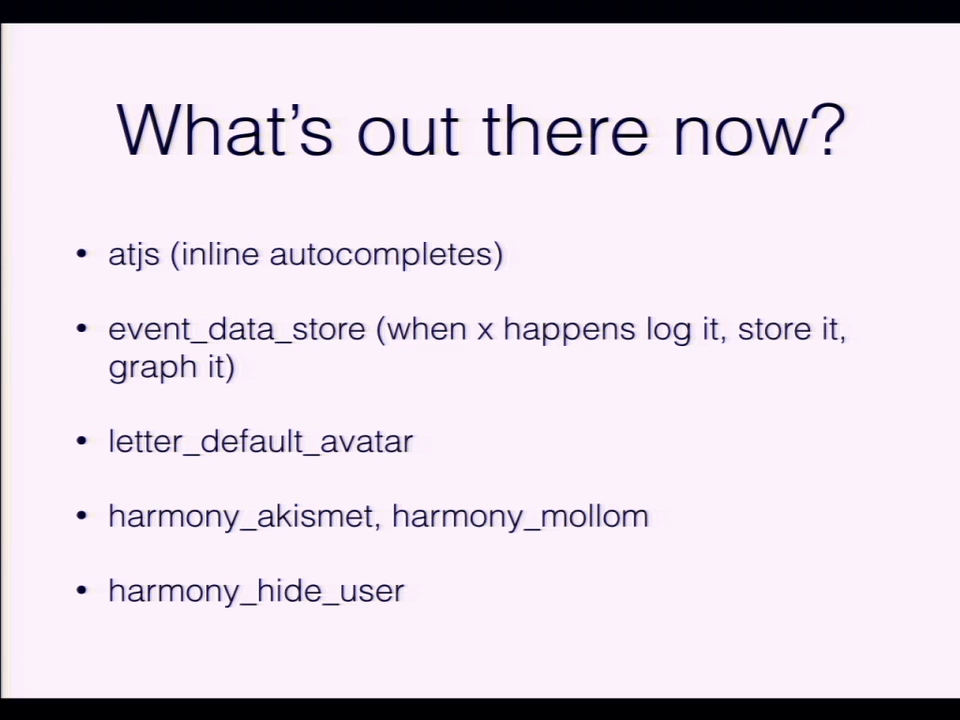 What's out there now?
• atjs (inline autocompletes)
• event_data_store (when x happens log it, store it,
graph it)
• letter_default_avatar
• harmony_akismet, harmony_mollom
• harmony_hide_user